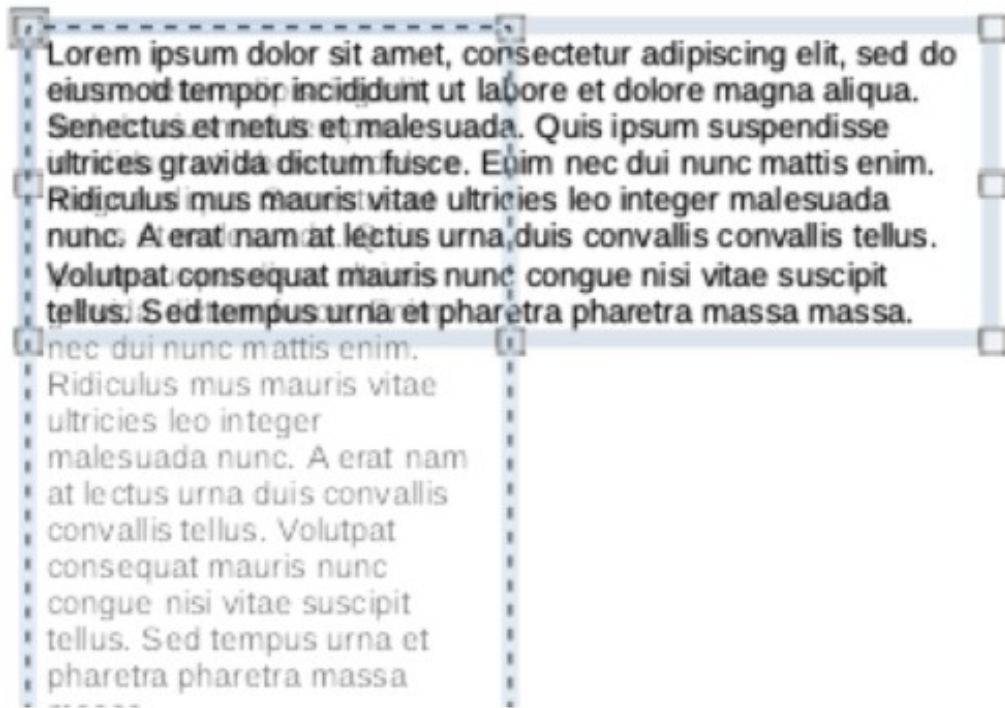 Lorem ipsum dolor sit amet, consectetur adipiscing elit, sed do
eiusmod tempor incididunt ut labore et dolore magna aliqua.
Senectus et netus et malesuada. Quis ipsum suspendisse
ultrices gravida dictum fusce. Enim nec dui nunc mattis enim.
Ridiculus mus mauris vitae ultricies leo integer malesuada
nunc. A erat nam at lectus urna duis convallis convallis tellus.
Volutpat consequat mauris nunc congue nisi vitae suscipit
tellus. Sed tempus urna et pharetra pharetra massa massa.
nec dui nunc mattis enim.
Ridiculus mus mauris vitae
ultricies leo integer
malesuada nunc. A erat nam
at lectus urna duis convallis
convallis tellus. Volutpat
consequat mauris nunc
congue nisi vitae suscipit
tellus. Sed tempus urna et
pharetra pharetra massa